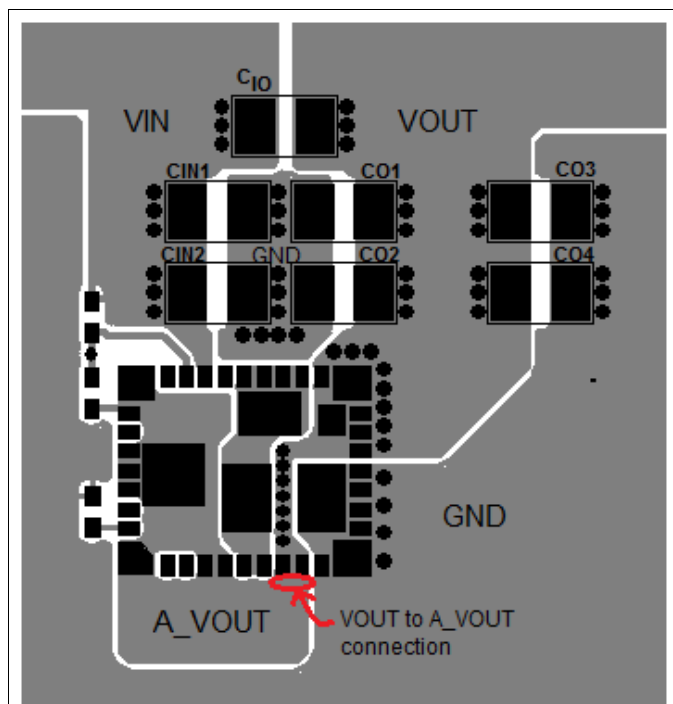 CIO
VIN
VOUT
CIN1
CO1
CO3
CIN2
GND
CO2
CO4
GND
A_VOUT
VOUT to A_VOUT
connection